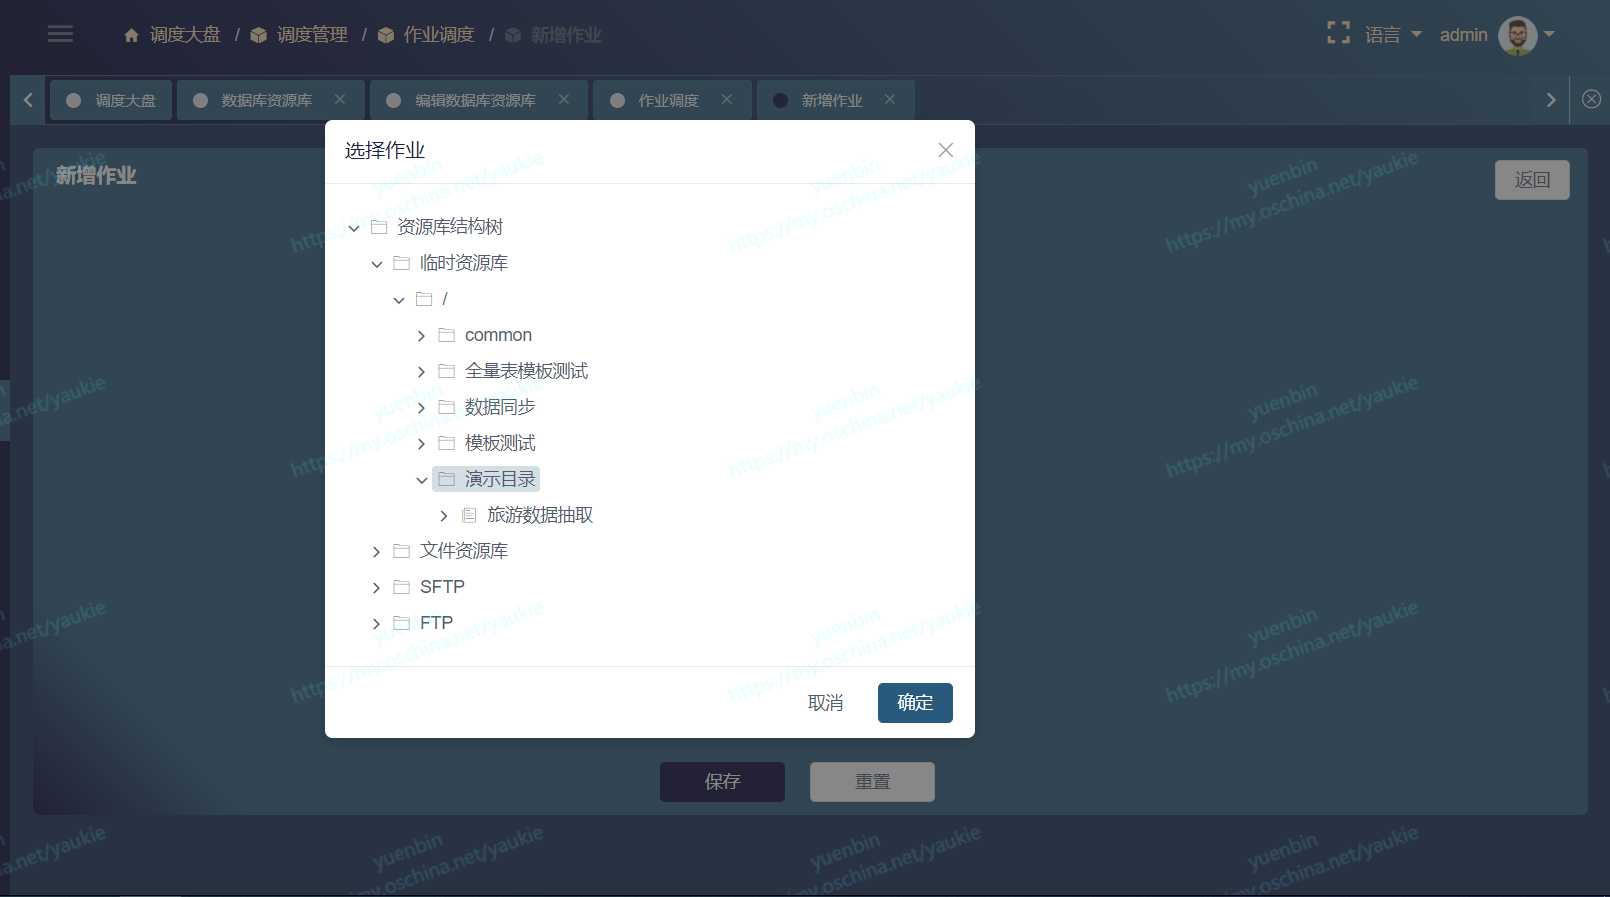 调度大盘 / 调度管理 / 作业调度 / 新增作业
语言 admin
调度大盘 数据库资源库 编辑数据库资源库 作业调度 新增作业
选择作业
新增作业
返回
资源库结构树
临时资源库
/
common
全量表模板测试
数据同步
模板测试
演示目录
旅游数据抽取
文件资源库
SFTP
FTP
取消 确定
保存 重置
yuenbin
https://my.oschina.net/yaukie